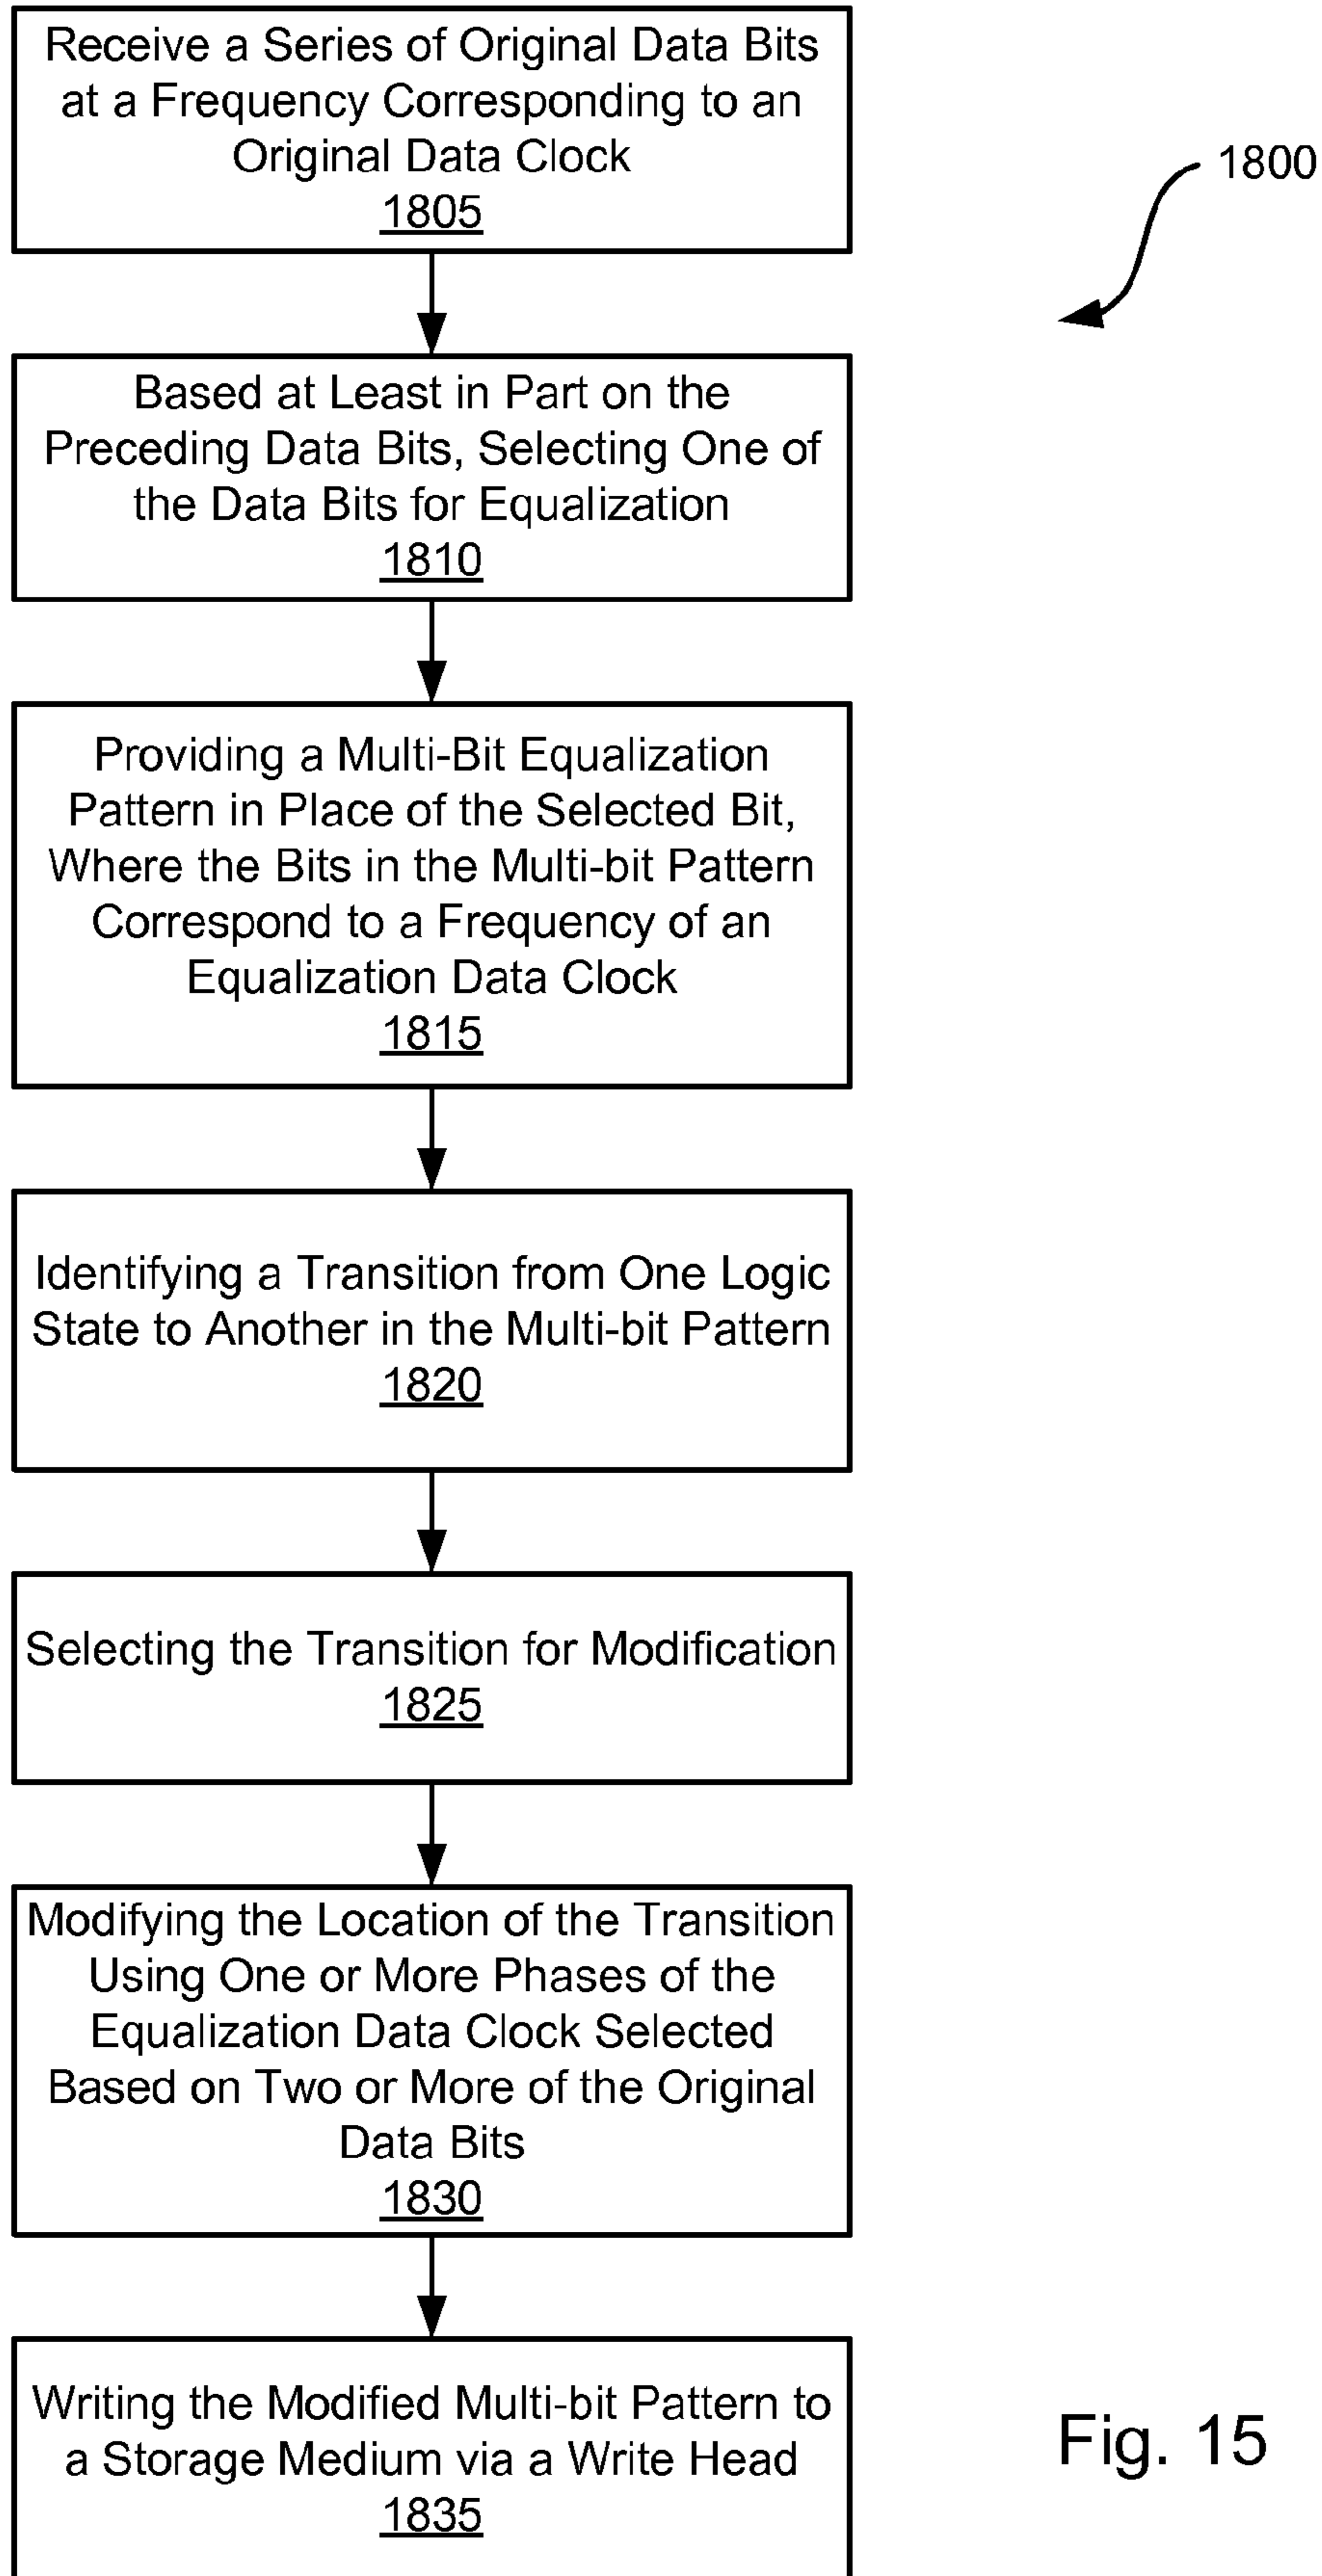 Receive a Series of Original Data Bits
at a Frequency Corresponding to an
Original Data Clock
1805
1800
Based at Least in Part on the
Preceding Data Bits, Selecting One of
the Data Bits for Equalization
1810
Providing a Multi-Bit Equalization
Pattern in Place of the Selected Bit,
Where the Bits in the Multi-bit Pattern
Correspond to a Frequency of an
Equalization Data Clock
1815
Identifying a Transition from One Logic
State to Another in the Multi-bit Pattern
1820
Selecting the Transition for Modification
1825
Modifying the Location of the Transition
Using One or More Phases of the
Equalization Data Clock Selected
Based on Two or More of the Original
Data Bits
1830
Writing the Modified Multi-bit Pattern to
a Storage Medium via a Write Head
1835
Fig. 15